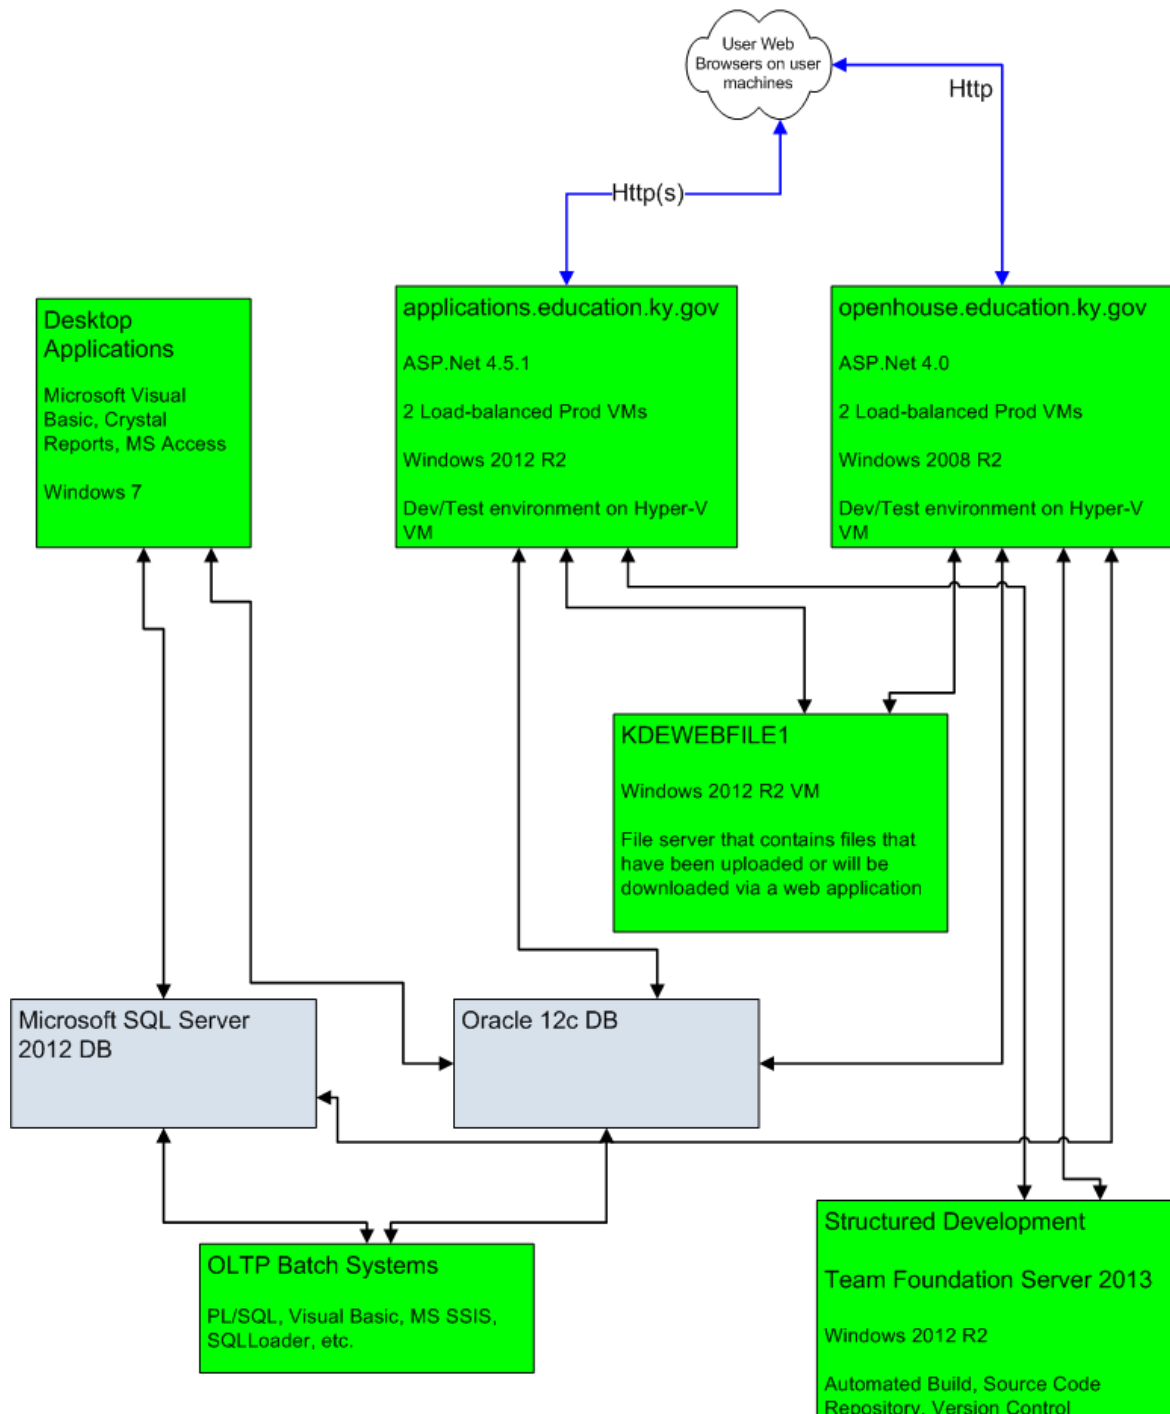 User Web
Browsers on user
machines
Http
Http(s)
Desktop
Applications
Microsoft Visual
Basic, Crystal
Reports, MS Access
Windows 7
applications.education.ky.gov
ASP.Net 4.5.1
2 Load-balanced Prod VMs
Windows 2012 R2
Dev/Test environment on Hyper-V
VM
openhouse.education.ky.gov
ASP.Net 4.0
2 Load-balanced Prod VMs
Windows 2008 R2
Dev/Test environment on Hyper-V
VM
KDEWEBFILE1
Windows 2012 R2 VM
File server that contains files that
have been uploaded or will be
downloaded via a web application
Microsoft SQL Server
2012 DB
Oracle 12c DB
OLTP Batch Systems
PL/SQL, Visual Basic, MS SSIS,
SQLLoader, etc.
Structured Development
Team Foundation Server 2013
Windows 2012 R2
Automated Build, Source Code
Repository, Version Control